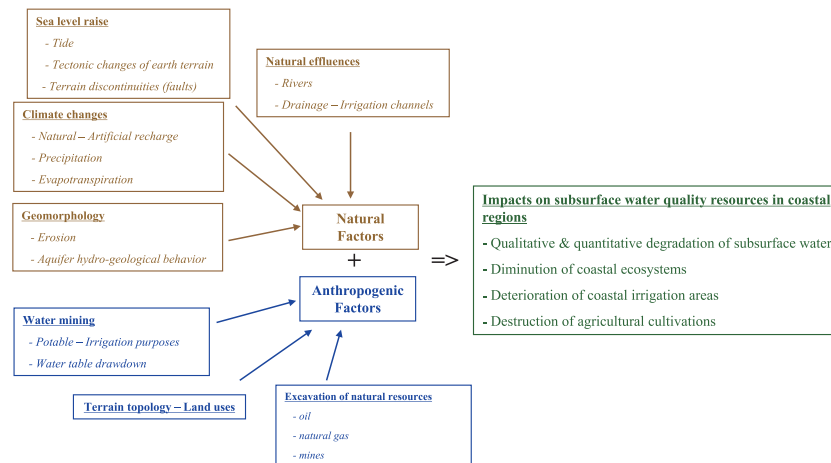 Sea level raise
- Tide
- Tectonic changes of earth terrain
- Terrain discontinuities (faults)
Natural effluences
- Rivers
- Drainage – Irrigation channels
Climate changes
- Natural – Artificial recharge
- Precipitation
- Evapotranspiration
Geomorphology
- Erosion
- Aquifer hydro-geological behavior
Natural
Factors
+
Anthropogenic
Factors
=>
Impacts on subsurface water quality resources in coastal
regions
- Qualitative & quantitative degradation of subsurface water
- Diminution of coastal ecosystems
- Deterioration of coastal irrigation areas
- Destruction of agricultural cultivations
Water mining
- Potable – Irrigation purposes
- Water table drawdown
Terrain topology – Land uses
Excavation of natural resources
- oil
- natural gas
- mines